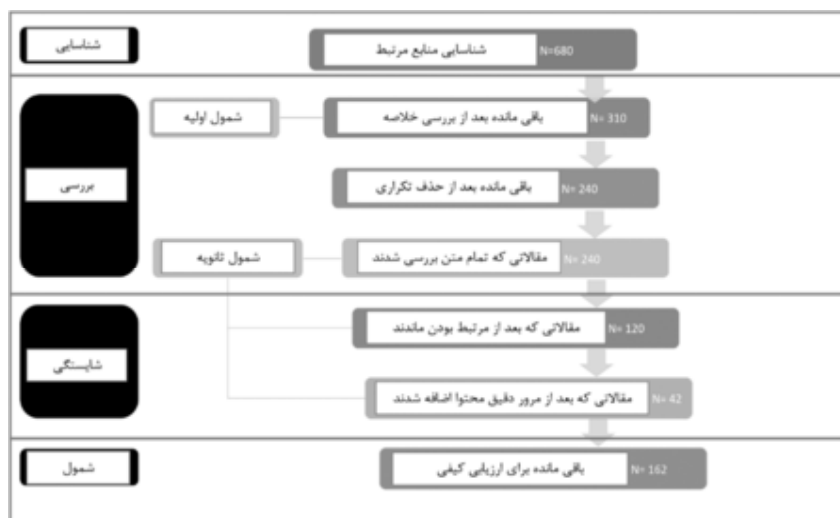 شناسایی
شناسایی منابع مرتبط N=680
شمول اولیه
باقی مانده بعد از بررسی خلاصه N= 310
بررسی
باقی مانده بعد از حذف تکراری N= 240
شمول ثانویه
مقالاتی که تمام متن بررسی شدند N= 240
مقالاتی که بعد از مرتبط بودن ماندند N= 120
شایستگی
مقالاتی که بعد از مرور دقیق محتوا اضافه شدند N= 42
شمول
باقی مانده برای ارزیابی کیفی N= 162